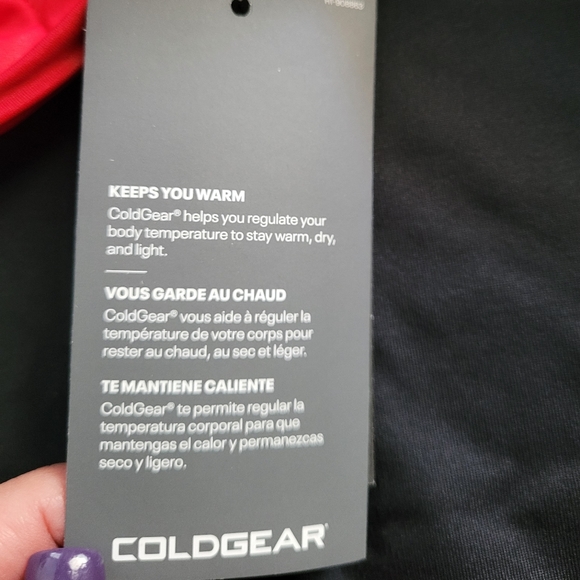 KEEPS YOU WARM
ColdGear® helps you regulate your
body temperature to stay warm, dry,
and light.
VOUS GARDE AU CHAUD
ColdGear® vous aide à réguler la
température de votre corps pour
rester au chaud, au sec et léger.
TE MANTIENE CALIENTE
ColdGear® te permite regular la
temperatura corporal para que
mantengas el calor y permanezcas
seco y ligero.
COLDGEAR®